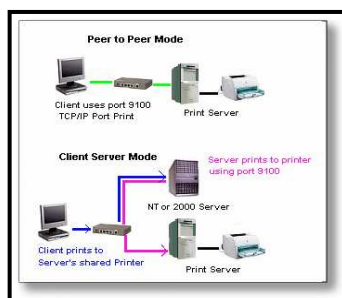 Peer to Peer Mode
Client uses port 9100
TCP/IP Port Print
Print Server
Client Server Mode
Server prints to printer
using port 9100
NT or 2000 Server
Client prints to
Server's shared Printer
Print Server